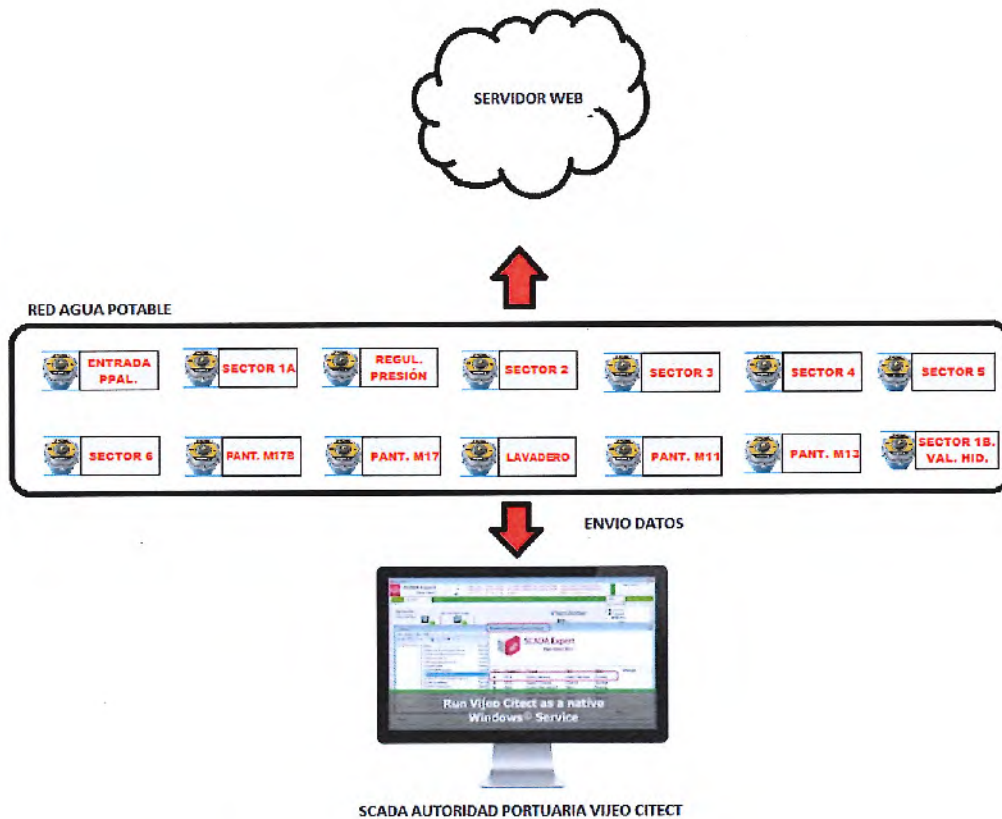 SERVIDOR WEB
RED AGUA POTABLE
ENTRADA
PPAL.
SECTOR 1A
REGUL.
PRESIÓN
SECTOR 2
SECTOR 3
SECTOR 4
SECTOR 5
SECTOR 6
PANT. M17B
PANT. M17
LAVADERO
PANT. M11
PANT. M13
SECTOR 1B.
VAL. HID.
ENVIO DATOS
SCADA Expert
SCADA Expert
Run Vijeo Citect as a native
Windows© Service
SCADA AUTORIDAD PORTUARIA VIJEO CITECT